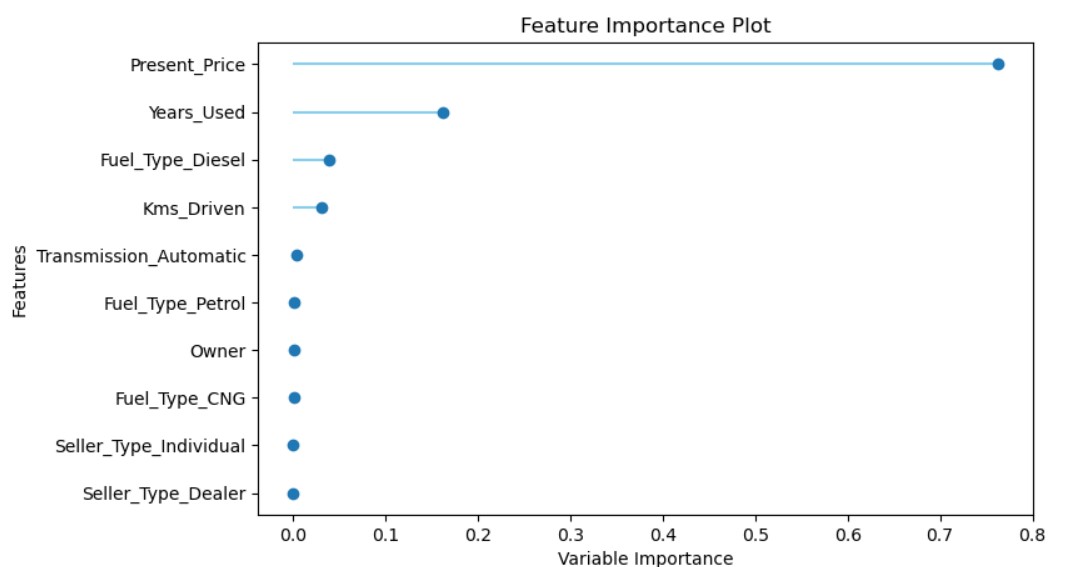 Feature Importance Plot
Present_Price
Years_Used
Fuel_Type_Diesel
Kms_Driven
Transmission_Automatic
Fuel_Type_Petrol
Owner
Fuel_Type_CNG
Seller_Type_Individual
Seller_Type_Dealer
Features
0.0 0.1 0.2 0.3 0.4 0.5 0.6 0.7 0.8
Variable Importance